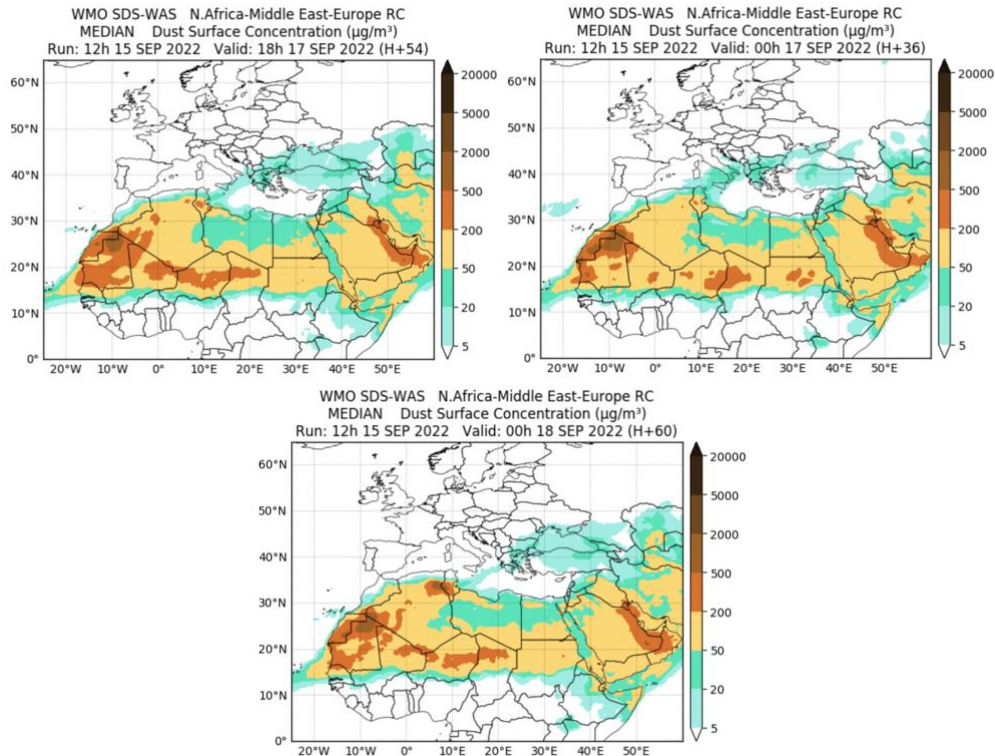 WMO SDS-WAS N.Africa-Middle East-Europe RC
MEDIAN Dust Surface Concentration (µg/m³)
Run: 12h 15 SEP 2022 Valid: 18h 17 SEP 2022 (H+54)
60°N
50°N
40°N
30°N
20°N
10°N
0°
20°W 10°W 0° 10°E 20°E 30°E 40°E 50°E
20000
5000
2000
500
200
50
20
5
WMO SDS-WAS N.Africa-Middle East-Europe RC
MEDIAN Dust Surface Concentration (µg/m³)
Run: 12h 15 SEP 2022 Valid: 00h 17 SEP 2022 (H+36)
60°N
50°N
40°N
30°N
20°N
10°N
0°
20°W 10°W 0° 10°E 20°E 30°E 40°E 50°E
20000
5000
2000
500
200
50
20
5
WMO SDS-WAS N.Africa-Middle East-Europe RC
MEDIAN Dust Surface Concentration (µg/m³)
Run: 12h 15 SEP 2022 Valid: 00h 18 SEP 2022 (H+60)
60°N
50°N
40°N
30°N
20°N
10°N
0°
20°W 10°W 0° 10°E 20°E 30°E 40°E 50°E
20000
5000
2000
500
200
50
20
5